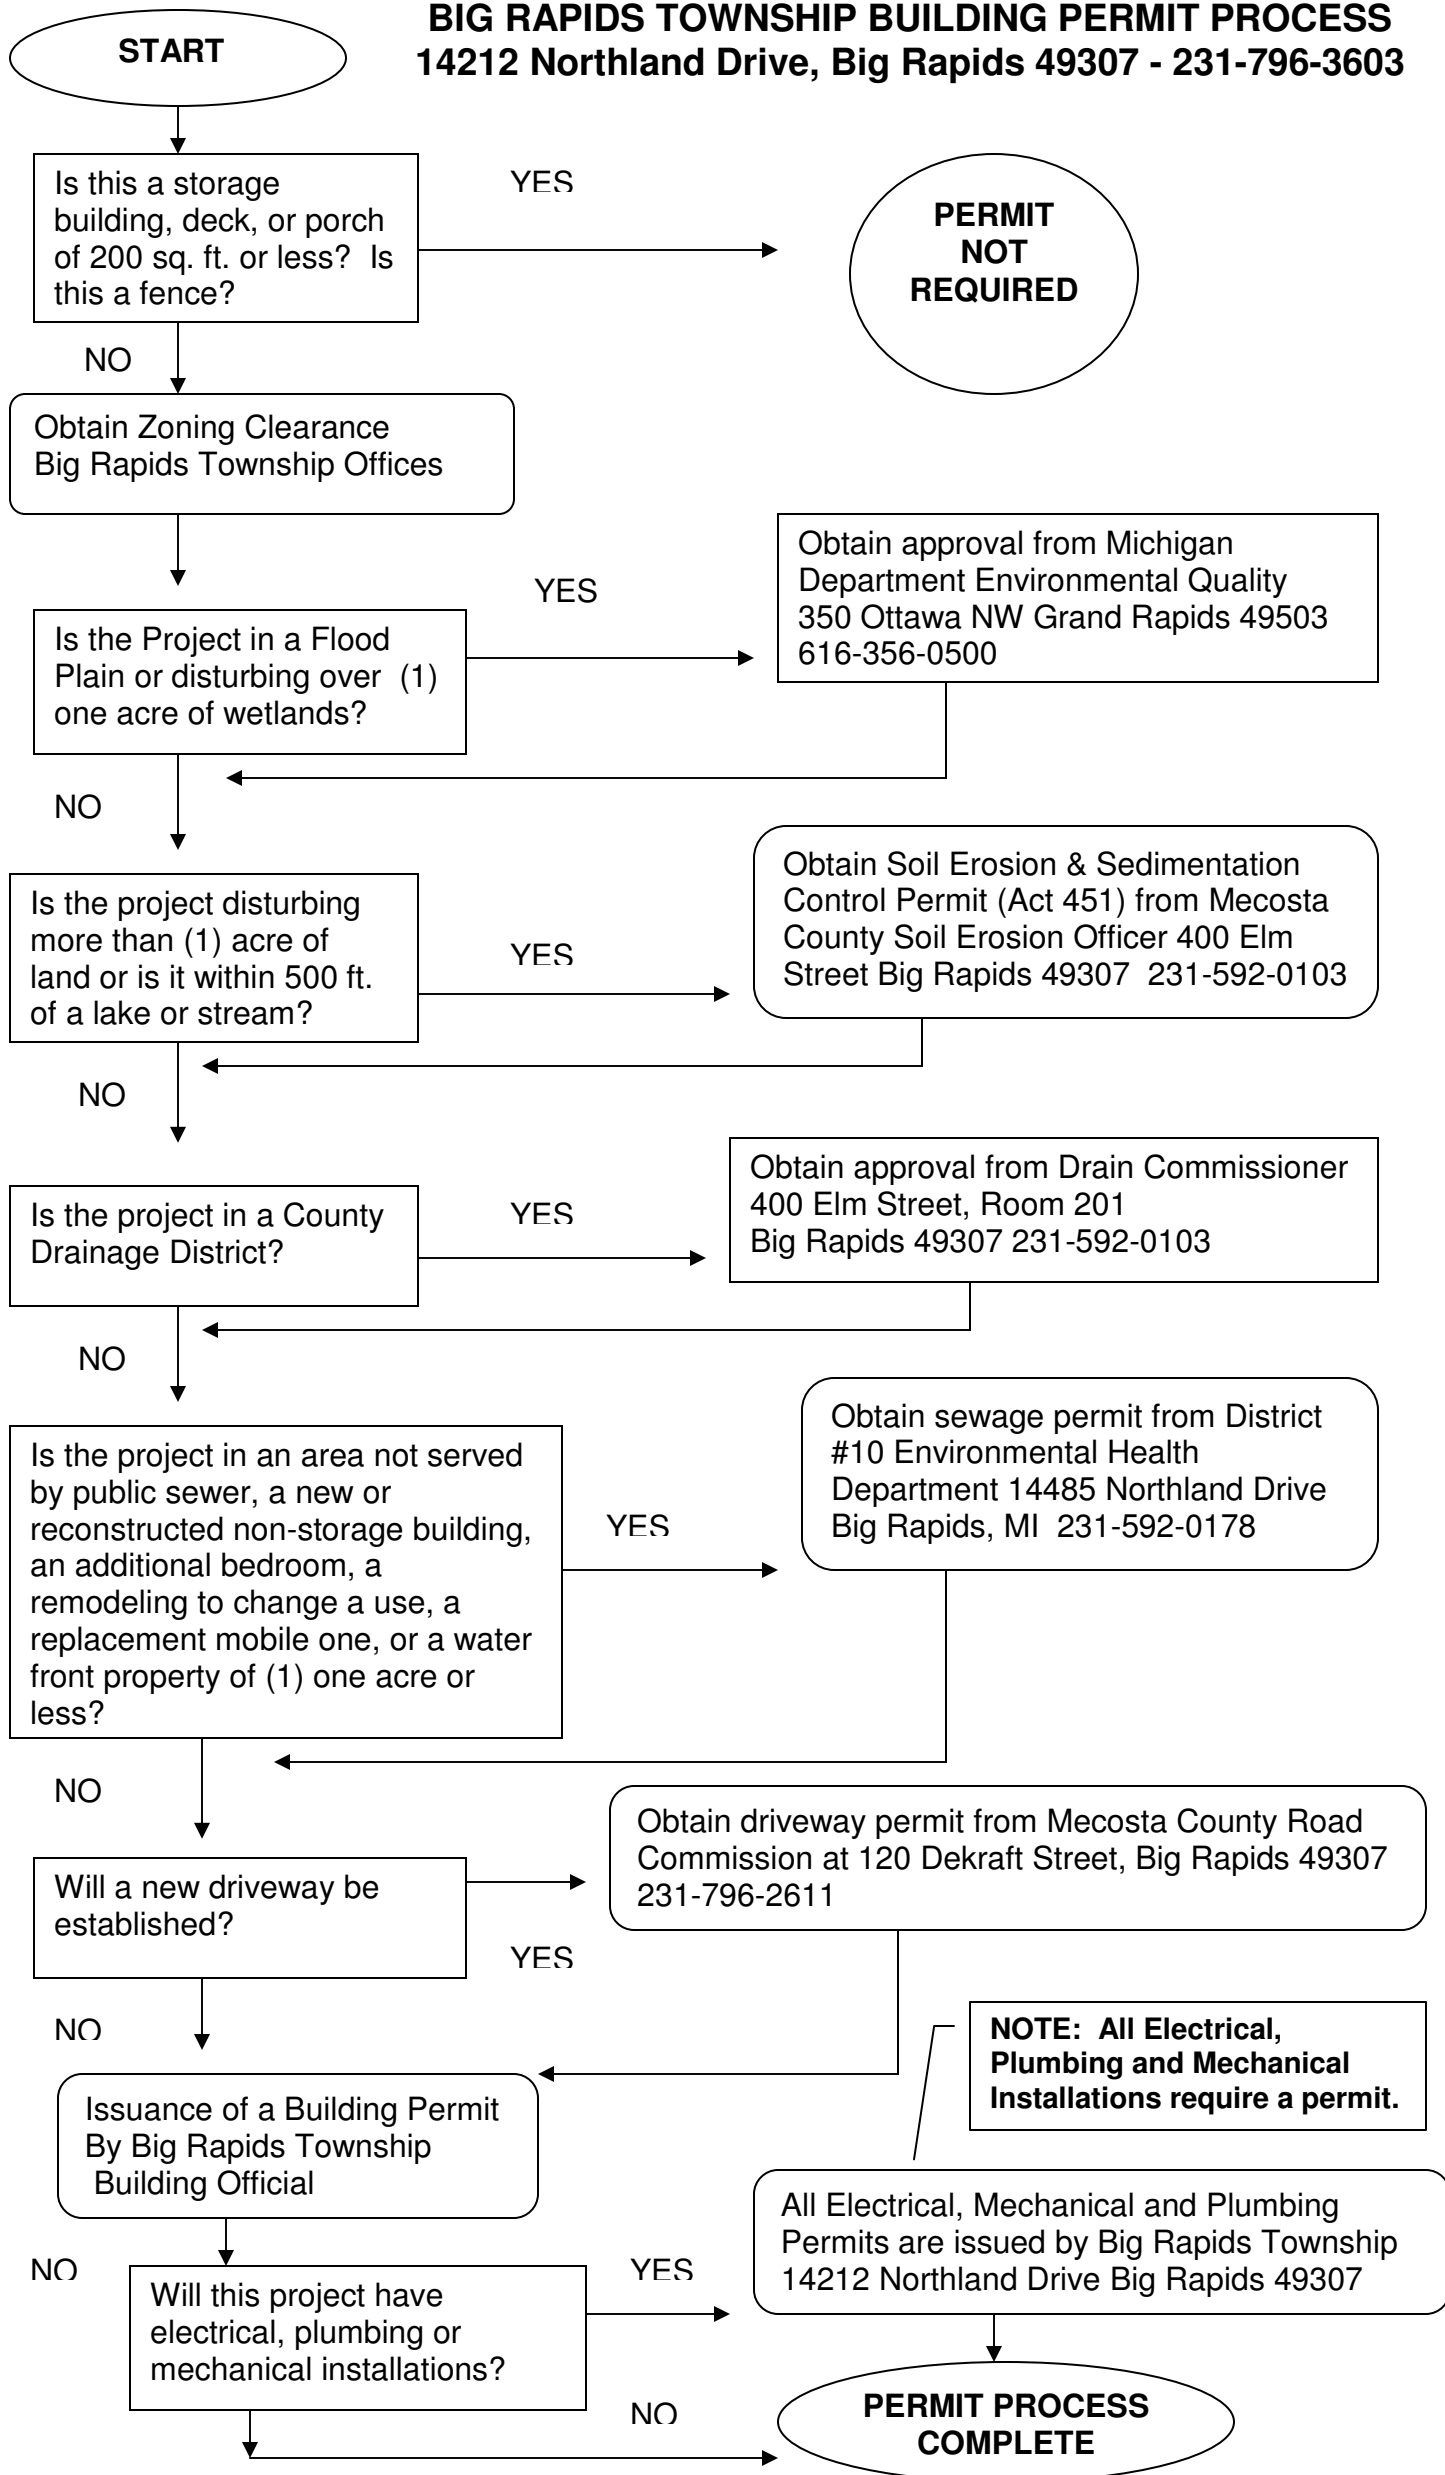 BIG RAPIDS TOWNSHIP BUILDING PERMIT PROCESS
14212 Northland Drive, Big Rapids 49307 - 231-796-3603
START
Is this a storage
building, deck, or porch
of 200 sq. ft. or less?  Is
this a fence?
YES
PERMIT
NOT
REQUIRED
NO
Obtain Zoning Clearance
Big Rapids Township Offices
Is the Project in a Flood
Plain or disturbing over  (1)
one acre of wetlands?
YES
Obtain approval from Michigan
Department Environmental Quality
350 Ottawa NW Grand Rapids 49503
616-356-0500
NO
Is the project disturbing
more than (1) acre of
land or is it within 500 ft.
of a lake or stream?
YES
Obtain Soil Erosion & Sedimentation
Control Permit (Act 451) from Mecosta
County Soil Erosion Officer 400 Elm
Street Big Rapids 49307  231-592-0103
NO
Is the project in a County
Drainage District?
YES
Obtain approval from Drain Commissioner
400 Elm Street, Room 201
Big Rapids 49307 231-592-0103
NO
Is the project in an area not served
by public sewer, a new or
reconstructed non-storage building,
an additional bedroom, a
remodeling to change a use, a
replacement mobile one, or a water
front property of (1) one acre or
less?
YES
Obtain sewage permit from District
#10 Environmental Health
Department 14485 Northland Drive
Big Rapids, MI  231-592-0178
NO
Will a new driveway be
established?
YES
Obtain driveway permit from Mecosta County Road
Commission at 120 Dekraft Street, Big Rapids 49307
231-796-2611
NO
NOTE:  All Electrical,
Plumbing and Mechanical
Installations require a permit.
Issuance of a Building Permit
By Big Rapids Township
Building Official
NO
Will this project have
electrical, plumbing or
mechanical installations?
YES
All Electrical, Mechanical and Plumbing
Permits are issued by Big Rapids Township
14212 Northland Drive Big Rapids 49307
NO
PERMIT PROCESS
COMPLETE